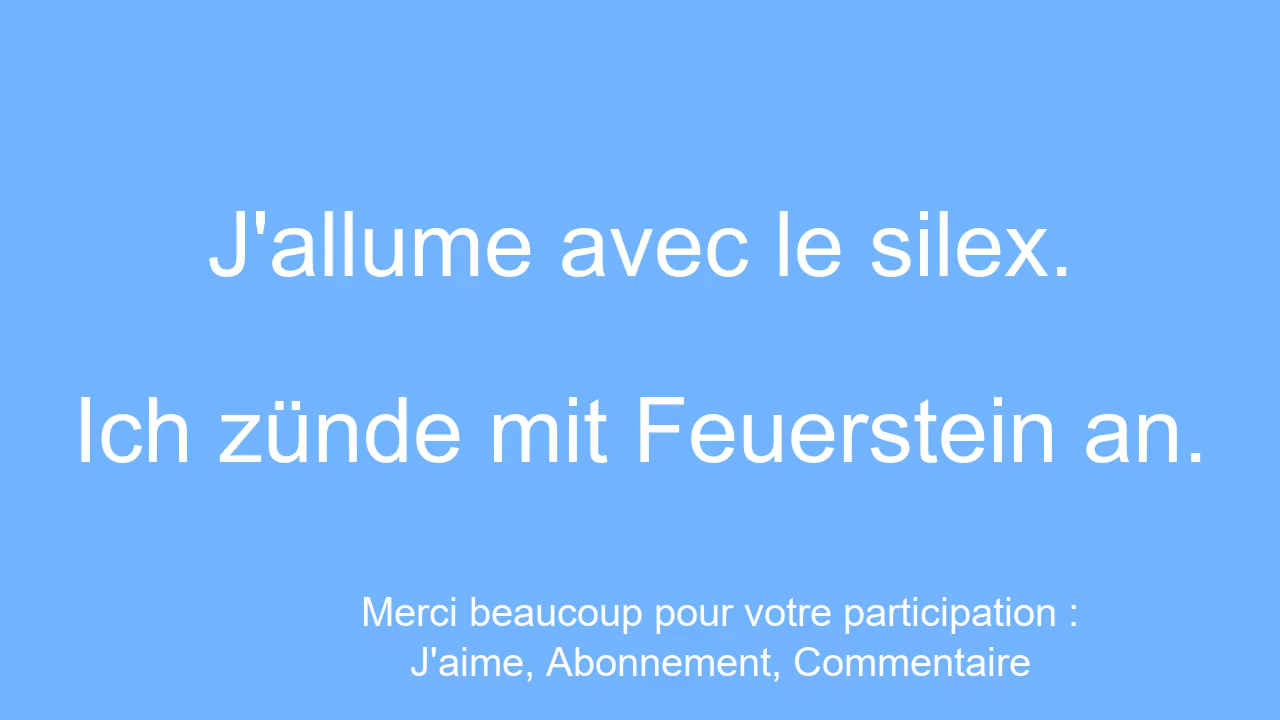 J'allume avec le silex.
Ich zünde mit Feuerstein an.
Merci beaucoup pour votre participation :
J'aime, Abonnement, Commentaire